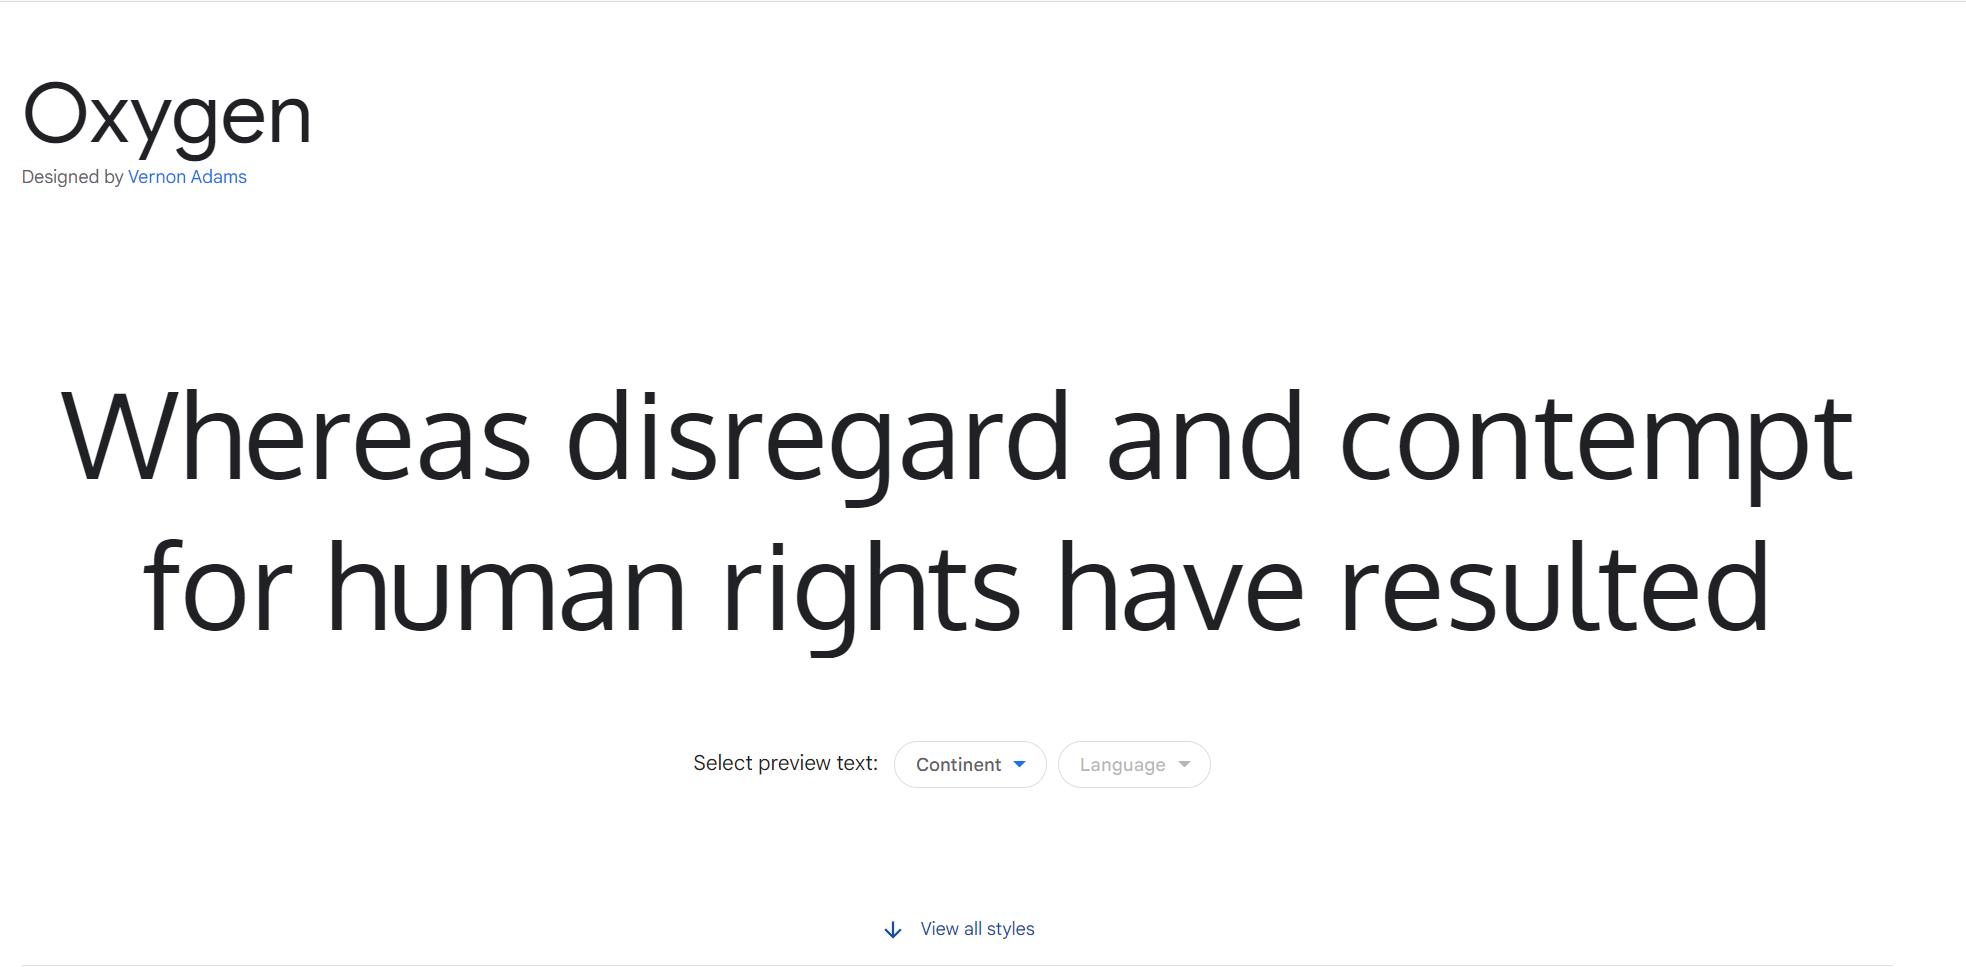 Oxygen
Designed by Vernon Adams
Whereas disregard and contempt
for human rights have resulted
Select preview text: Continent Language
View all styles